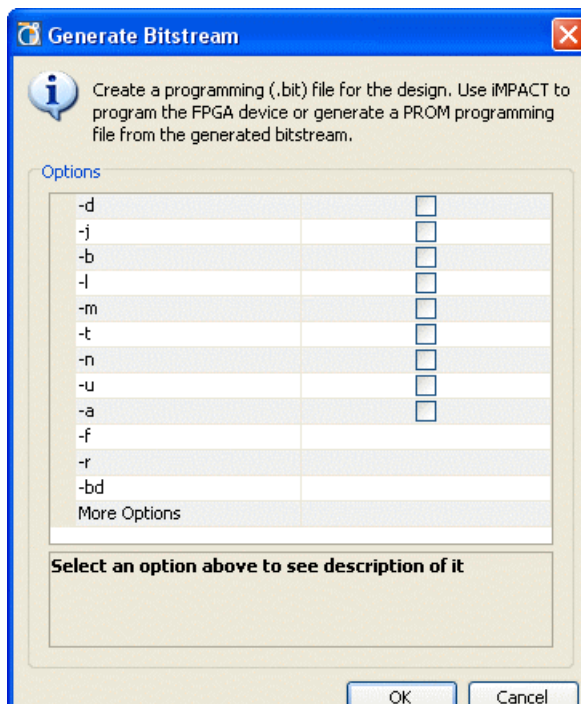 Generate Bitstream
Create a programming (.bit) file for the design. Use iMPACT to
program the FPGA device or generate a PROM programming
file from the generated bitstream.
Options
-d
-j
-b
-l
-m
-t
-n
-u
-a
-f
-r
-bd
More Options
Select an option above to see description of it
OK
Cancel